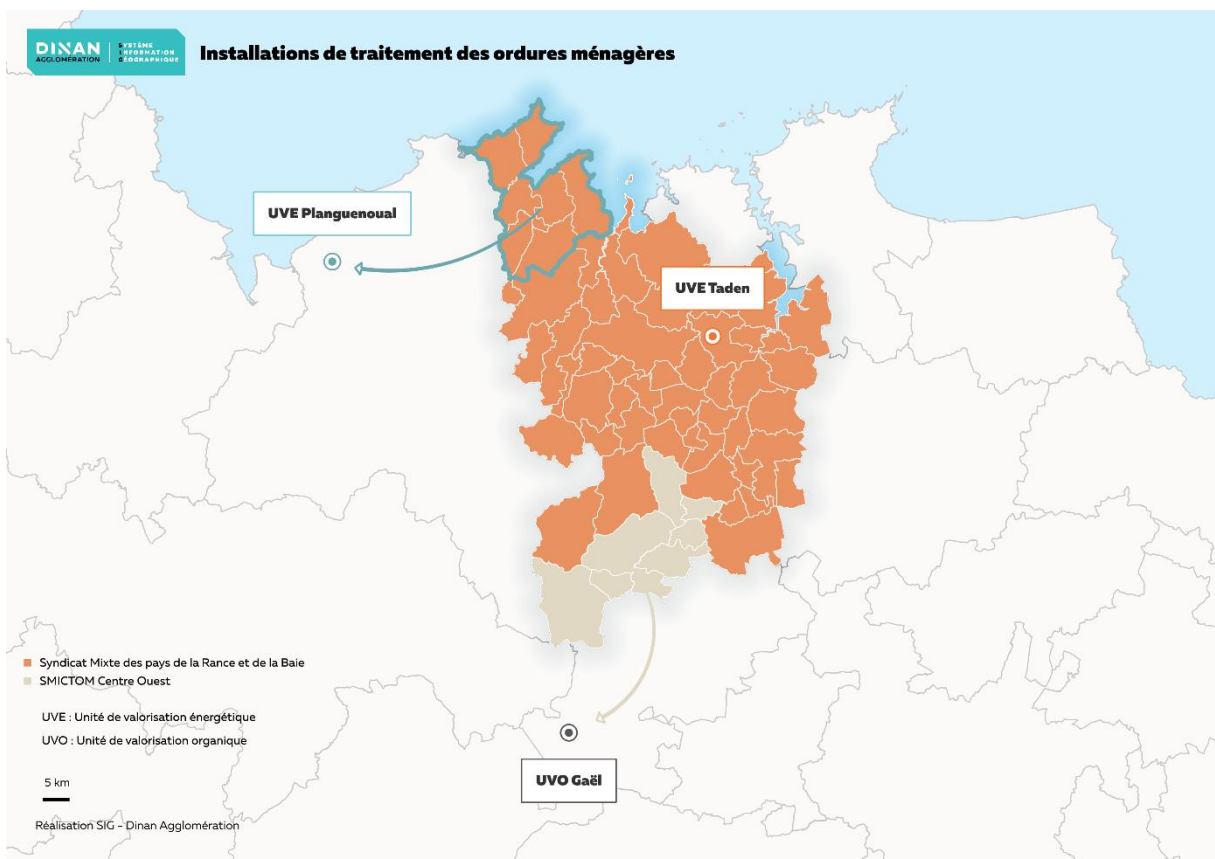 DINAN
AGGLOMÉRATION
SYSTÈME
INFORMATION
GÉOGRAPHIQUE
Installations de traitement des ordures ménagères
UVE Planguenoual
UVE Taden
Syndicat Mixte des pays de la Rance et de la Baie
SMICTOM Centre Ouest
UVE : Unité de valorisation énergétique
UVO : Unité de valorisation organique
UVO Gaël
5 km
Réalisation SIG - Dinan Agglomération